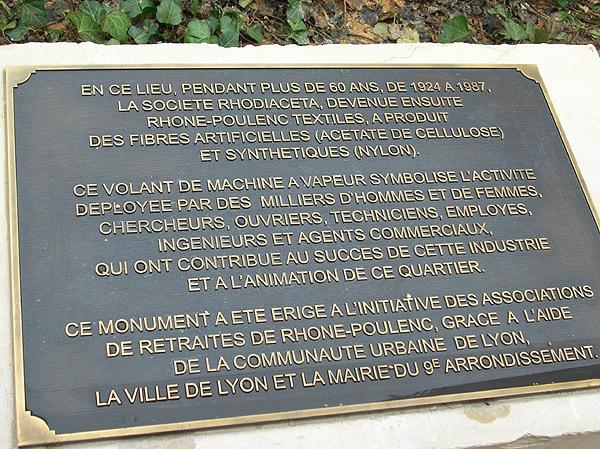 EN CE LIEU, PENDANT PLUS DE 60 ANS, DE 1924 A 1987,
LA SOCIETE RHODIACETA, DEVENUE ENSUITE
RHONE-POULENC TEXTILES, A PRODUIT
DES FIBRES ARTIFICIELLES (ACETATE DE CELLULOSE)
ET SYNTHETIQUES (NYLON).
CE VOLANT DE MACHINE A VAPEUR SYMBOLISE L'ACTIVITE
DEPLOYEE PAR DES MILLIERS D'HOMMES ET DE FEMMES,
CHERCHEURS, OUVRIERS, TECHNICIENS, EMPLOYES,
INGENIEURS ET AGENTS COMMERCIAUX,
QUI ONT CONTRIBUE AU SUCCES DE CETTE INDUSTRIE
ET A L'ANIMATION DE CE QUARTIER.
CE MONUMENT A ETE ERIGE A L'INITIATIVE DES ASSOCIATIONS
DE RETRAITES DE RHONE-POULENC, GRACE A L'AIDE
DE LA COMMUNAUTE URBAINE DE LYON,
LA VILLE DE LYON ET LA MAIRIE DU 9E ARRONDISSEMENT.